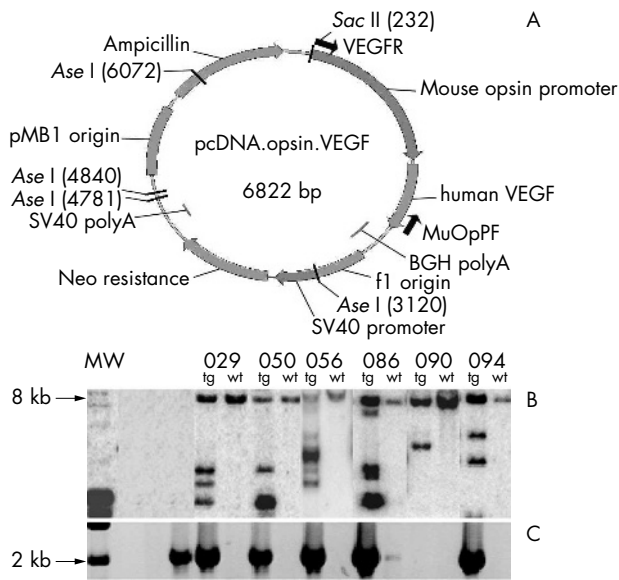 A
Sac II (232)
VEGFR
Ampicillin
Ase I (6072)
Mouse opsin promoter
pMB1 origin
pcDNA.opsin.VEGF
Ase I (4840)
6822 bp
human VEGF
Ase I (4781)
SV40 polyA
MuOpPF
BGH polyA
Neo resistance
f1 origin
Ase I (3120)
SV40 promoter
MW 029 050 056 086 090 094
tg wt tg wt tg wt tg wt tg wt tg wt
8 kb B
C
2 kb